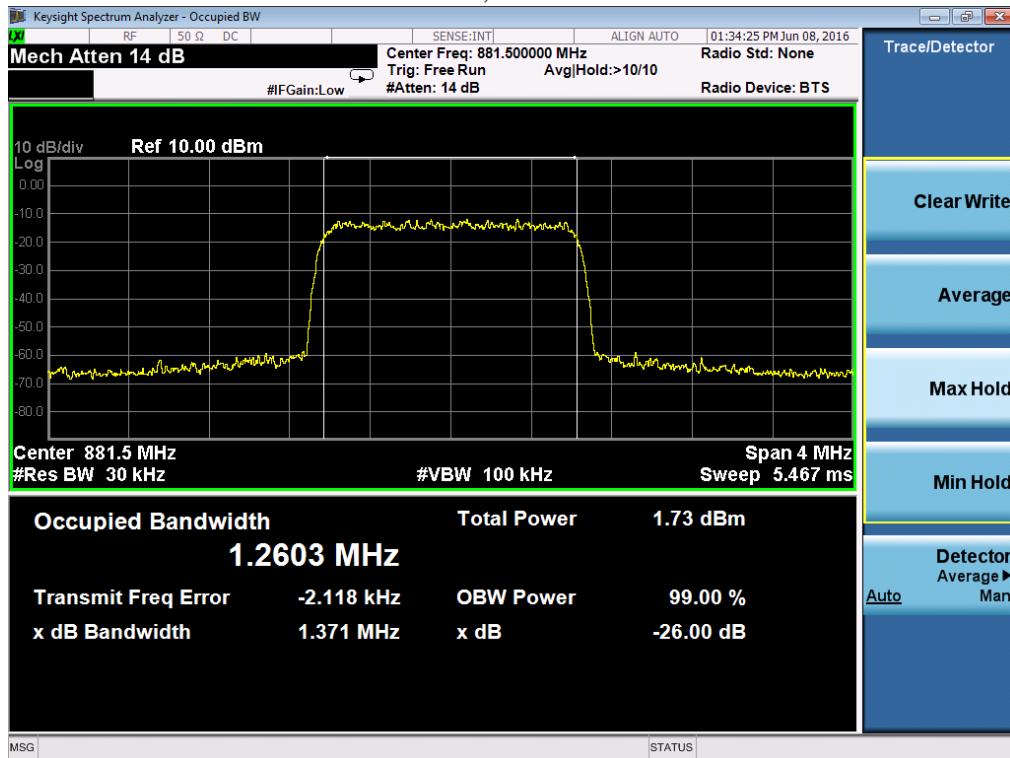 Keysight Spectrum Analyzer - Occupied BW
LXI RF 50 Ω DC SENSE:INT ALIGN AUTO 01:34:25 PM Jun 08, 2016
Mech Atten 14 dB
Center Freq: 881.500000 MHz Radio Std: None
Trig: Free Run Avg|Hold:>10/10
#IFGain:Low #Atten: 14 dB Radio Device: BTS
Trace/Detector
10 dB/div Ref 10.00 dBm
Log
0.00
-10.0
-20.0
-30.0
-40.0
-50.0
-60.0
-70.0
-80.0
Center 881.5 MHz Span 4 MHz
#Res BW 30 kHz #VBW 100 kHz Sweep 5.467 ms
Clear Write
Average
Max Hold
Min Hold
Detector
Average▶
Auto Man
Occupied Bandwidth Total Power 1.73 dBm
1.2603 MHz
Transmit Freq Error -2.118 kHz OBW Power 99.00 %
x dB Bandwidth 1.371 MHz x dB -26.00 dB
MSG STATUS